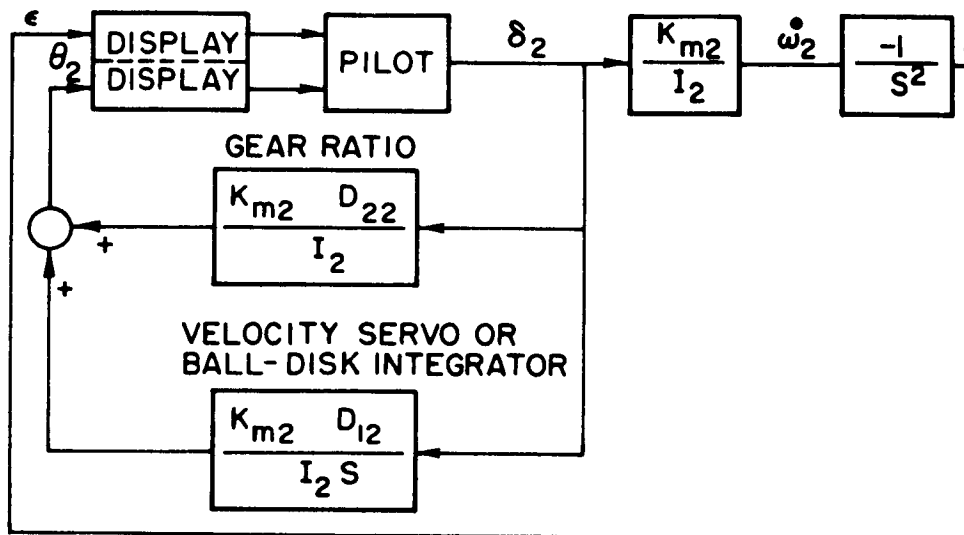 ϵ
θ2
DISPLAY
DISPLAY
PILOT
δ2
Km2
I2
ω̇2
-1
S²
GEAR RATIO
Km2 D22
I2
+
+
VELOCITY SERVO OR
BALL-DISK INTEGRATOR
Km2 D12
I2 S